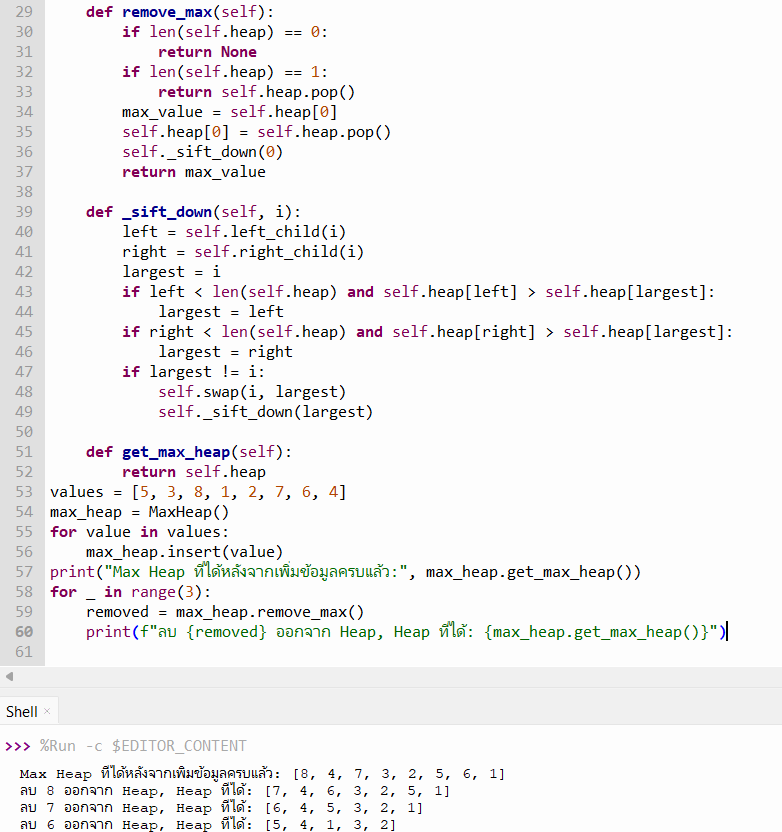 29     def remove_max(self):
30         if len(self.heap) == 0:
31             return None
32         if len(self.heap) == 1:
33             return self.heap.pop()
34         max_value = self.heap[0]
35         self.heap[0] = self.heap.pop()
36         self._sift_down(0)
37         return max_value
38
39     def _sift_down(self, i):
40         left = self.left_child(i)
41         right = self.right_child(i)
42         largest = i
43         if left < len(self.heap) and self.heap[left] > self.heap[largest]:
44             largest = left
45         if right < len(self.heap) and self.heap[right] > self.heap[largest]:
46             largest = right
47         if largest != i:
48             self.swap(i, largest)
49             self._sift_down(largest)
50
51     def get_max_heap(self):
52         return self.heap
53 values = [5, 3, 8, 1, 2, 7, 6, 4]
54 max_heap = MaxHeap()
55 for value in values:
56     max_heap.insert(value)
57 print("Max Heap ที่ได้หลังจากเพิ่มข้อมูลครบแล้ว:", max_heap.get_max_heap())
58 for _ in range(3):
59     removed = max_heap.remove_max()
60     print(f"ลบ {removed} ออกจาก Heap, Heap ที่ได้: {max_heap.get_max_heap()}")
61
Shell ×
>>> %Run -c $EDITOR_CONTENT
Max Heap ที่ได้หลังจากเพิ่มข้อมูลครบแล้ว: [8, 4, 7, 3, 2, 5, 6, 1]
ลบ 8 ออกจาก Heap, Heap ที่ได้: [7, 4, 6, 3, 2, 5, 1]
ลบ 7 ออกจาก Heap, Heap ที่ได้: [6, 4, 5, 3, 2, 1]
ลบ 6 ออกจาก Heap, Heap ที่ได้: [5, 4, 1, 3, 2]